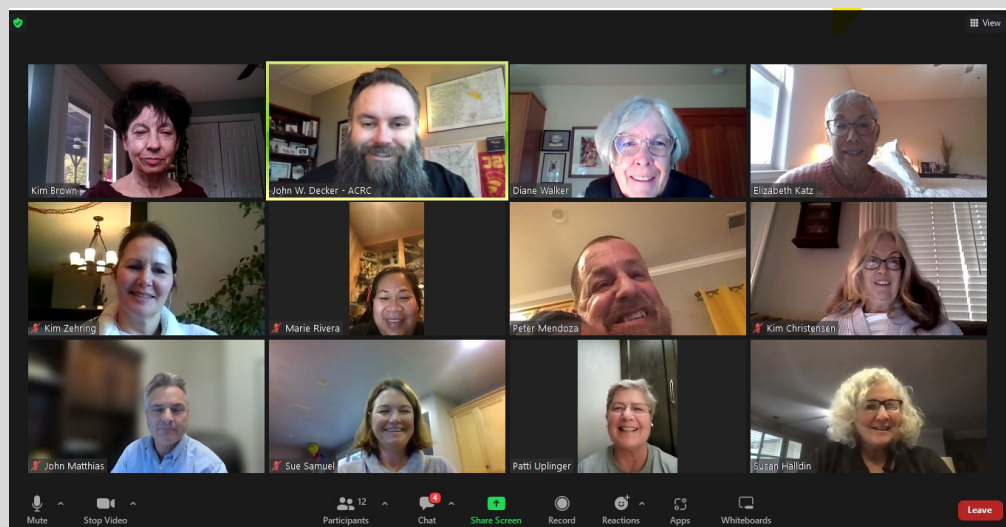 View
Kim Brown
John W. Decker - ACRC
Diane Walker
Elizabeth Katz
Kim Zehring
Marie Rivera
Peter Mendoza
Kim Christensen
John Matthias
Sue Samuel
Patti Uplinger
Susan Halldin
12
4
Mute
Stop Video
Participants
Chat
Share Screen
Record
Reactions
Apps
Whiteboards
Leave